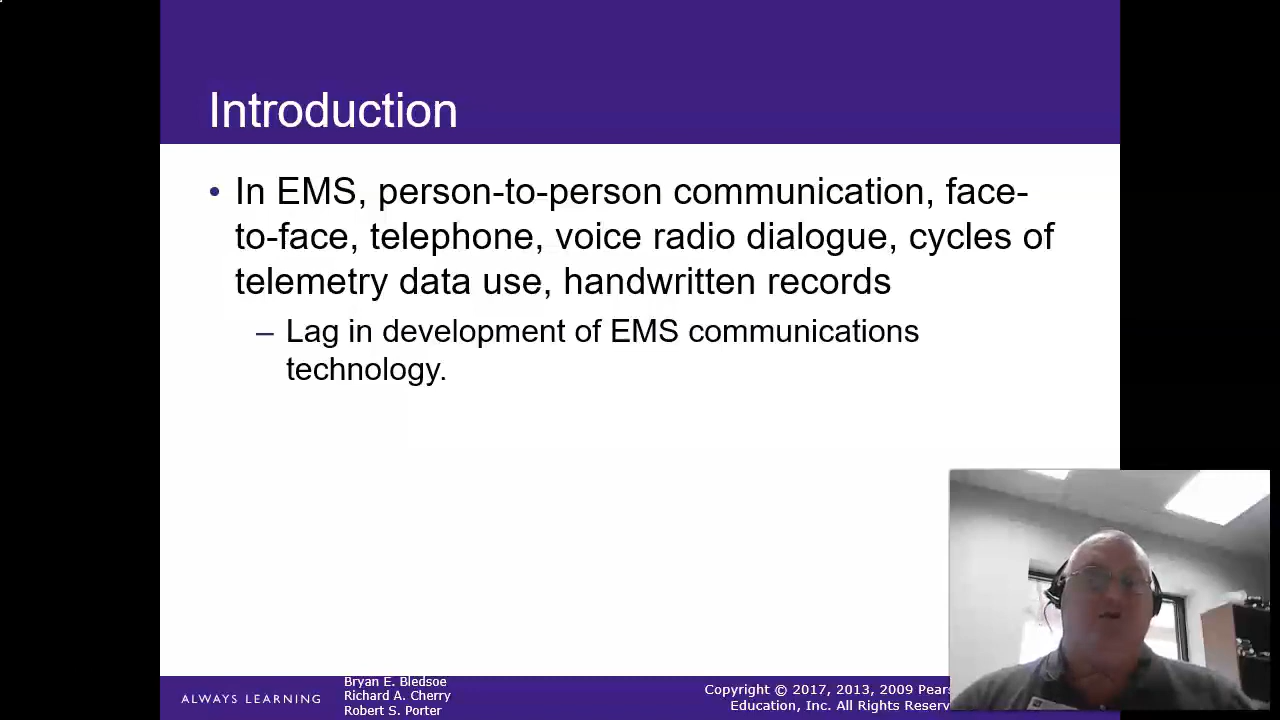 Introduction
• In EMS, person-to-person communication, face-
to-face, telephone, voice radio dialogue, cycles of
telemetry data use, handwritten records
– Lag in development of EMS communications
technology.
ALWAYS LEARNING
Bryan E. Bledsoe
Richard A. Cherry
Robert S. Porter
Copyright © 2017, 2013, 2009 Pears
Education, Inc. All Rights Reserv